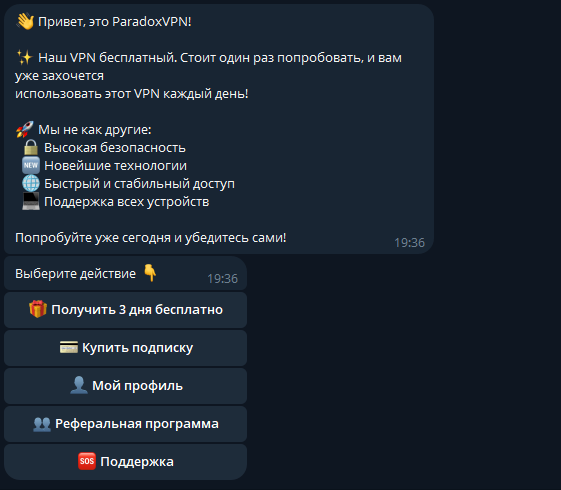 👋 Привет, это ParadoxVPN!
✨ Наш VPN бесплатный. Стоит один раз попробовать, и вам
уже захочется
использовать этот VPN каждый день!
🚀 Мы не как другие:
🔒 Высокая безопасность
🆕 Новейшие технологии
🌐 Быстрый и стабильный доступ
💻 Поддержка всех устройств
Попробуйте уже сегодня и убедитесь сами!
19:36
Выберите действие 👇
19:36
🎁 Получить 3 дня бесплатно
💳 Купить подписку
👤 Мой профиль
👥 Реферальная программа
🆘 Поддержка